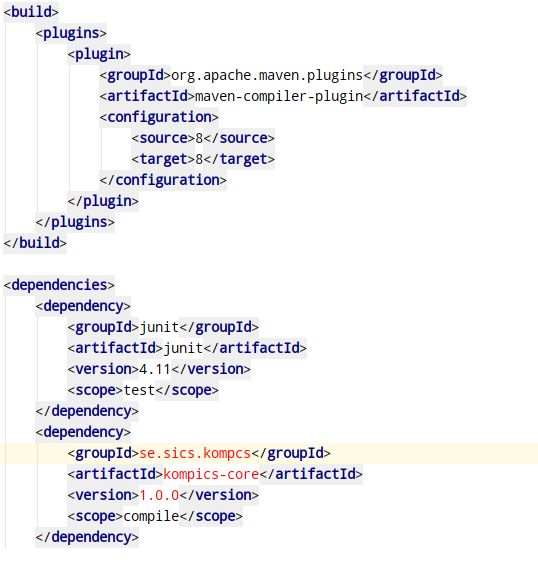 <build>
<plugins>
<plugin>
<groupId>org.apache.maven.plugins</groupId>
<artifactId>maven-compiler-plugin</artifactId>
<configuration>
<source>8</source>
<target>8</target>
</configuration>
</plugin>
</plugins>
</build>
<dependencies>
<dependency>
<groupId>junit</groupId>
<artifactId>junit</artifactId>
<version>4.11</version>
<scope>test</scope>
</dependency>
<dependency>
<groupId>se.sics.kompcs</groupId>
<artifactId>kompics-core</artifactId>
<version>1.0.0</version>
<scope>compile</scope>
</dependency>